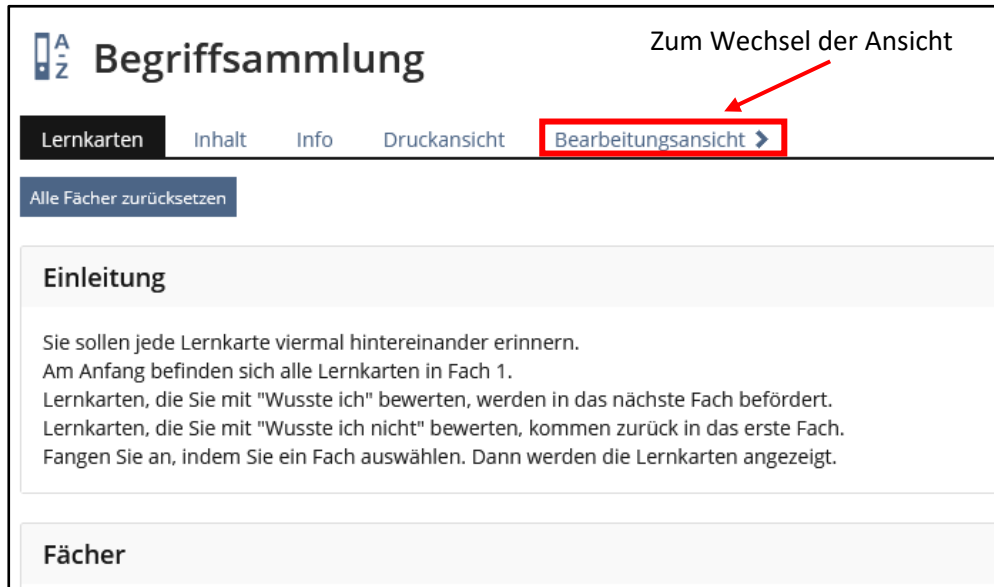 A-Z
Begriffsammlung
Zum Wechsel der Ansicht
Lernkarten Inhalt Info Druckansicht Bearbeitungsansicht
Alle Fächer zurücksetzen
Einleitung
Sie sollen jede Lernkarte viermal hintereinander erinnern.
Am Anfang befinden sich alle Lernkarten in Fach 1.
Lernkarten, die Sie mit "Wusste ich" bewerten, werden in das nächste Fach befördert.
Lernkarten, die Sie mit "Wusste ich nicht" bewerten, kommen zurück in das erste Fach.
Fangen Sie an, indem Sie ein Fach auswählen. Dann werden die Lernkarten angezeigt.
Fächer